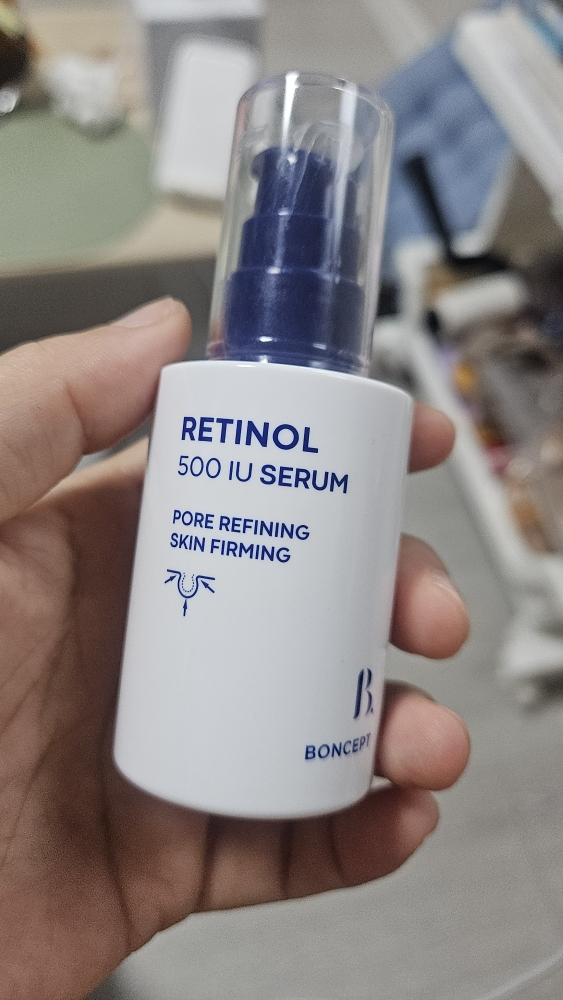 RETINOL
500 IU SERUM
PORE REFINING
SKIN FIRMING
B.
BONCEPT